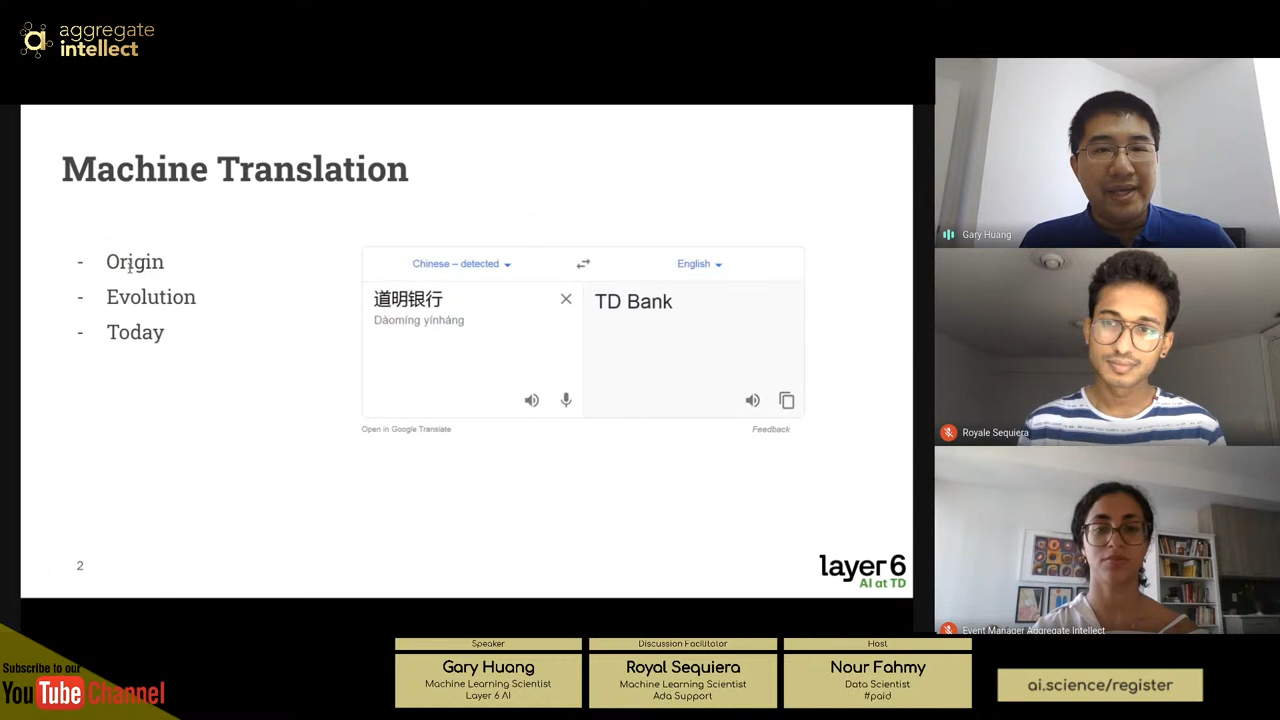 aggregate
intellect
Machine Translation
- Origin
- Evolution
- Today
Chinese – detected
English
道明银行
Dàomíng yínháng
TD Bank
Open in Google Translate
Feedback
2
layer 6
AI at TD
Gary Huang
Royale Sequiera
Event Manager Aggregate Intellect
Subscribe to our
YouTube Channel
Speaker
Gary Huang
Machine Learning Scientist
Layer 6 AI
Discussion Facilitator
Royal Sequiera
Machine Learning Scientist
Ada Support
Host
Nour Fahmy
Data Scientist
#paid
ai.science/register